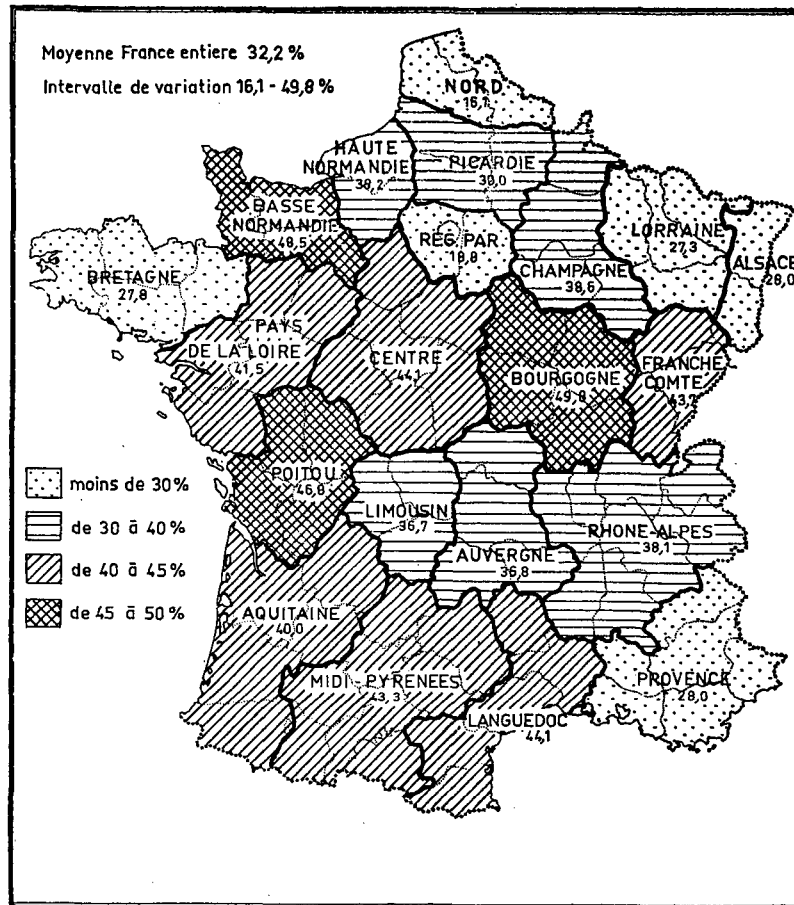 Moyenne France entiere 32,2 %
Intervalle de variation 16,1 - 49,8 %
NORD
16,1
HAUTE
NORMANDIE
38,2
PICARDIE
39,0
BASSE
NORMANDIE
48,5
REG. PAR.
18,8
LORRAINE
27,3
ALSACE
28,0
CHAMPAGNE
38,6
BRETAGNE
27,8
PAYS
DE LA LOIRE
41,5
CENTRE
44,1
BOURGOGNE
49,8
FRANCHE
COMTE
43,7
POITOU
46,8
LIMOUSIN
36,7
AUVERGNE
36,8
RHONE-ALPES
38,1
AQUITAINE
40,0
MIDI - PYRENEES
43,3
LANGUEDOC
44,1
PROVENCE
28,0
moins de 30 %
de 30 à 40 %
de 40 à 45 %
de 45 à 50 %